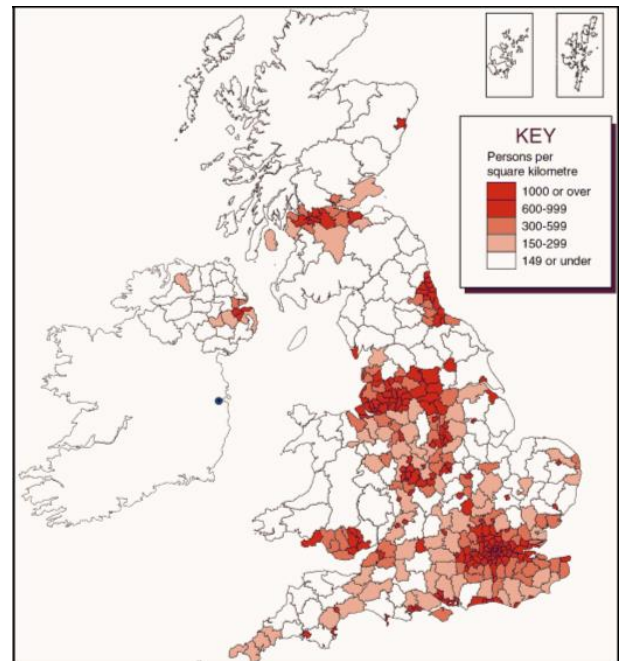 KEY
Persons per
square kilometre
1000 or over
600-999
300-599
150-299
149 or under